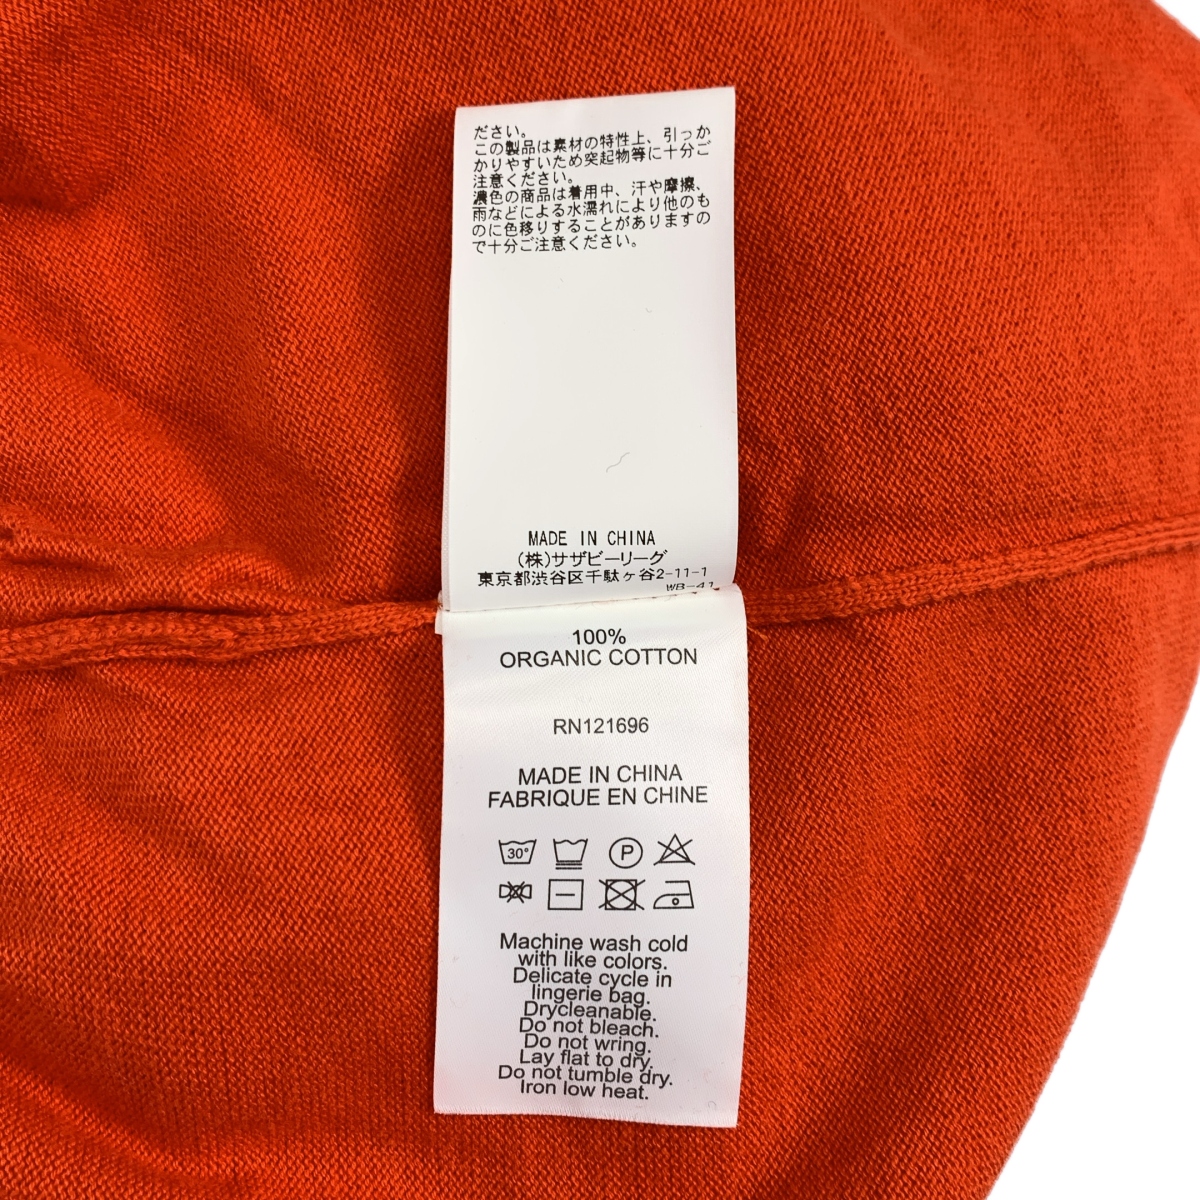 ださい。
この製品は素材の特性上、引っか
かりやすいため突起物等に十分ご
注意ください。
濃色の商品は着用中、汗や摩擦、
雨などによる水濡れにより他のも
のに色移りすることがありますの
で十分ご注意ください。
MADE IN CHINA
(株)サザビーリーグ
東京都渋谷区千駄ヶ谷2-11-1
WB-41
100%
ORGANIC COTTON
RN121696
MADE IN CHINA
FABRIQUE EN CHINE
30°
P
Machine wash cold
with like colors.
Delicate cycle in
lingerie bag.
Drycleanable.
Do not bleach.
Do not wring.
Lay flat to dry.
Do not tumble dry.
Iron low heat.